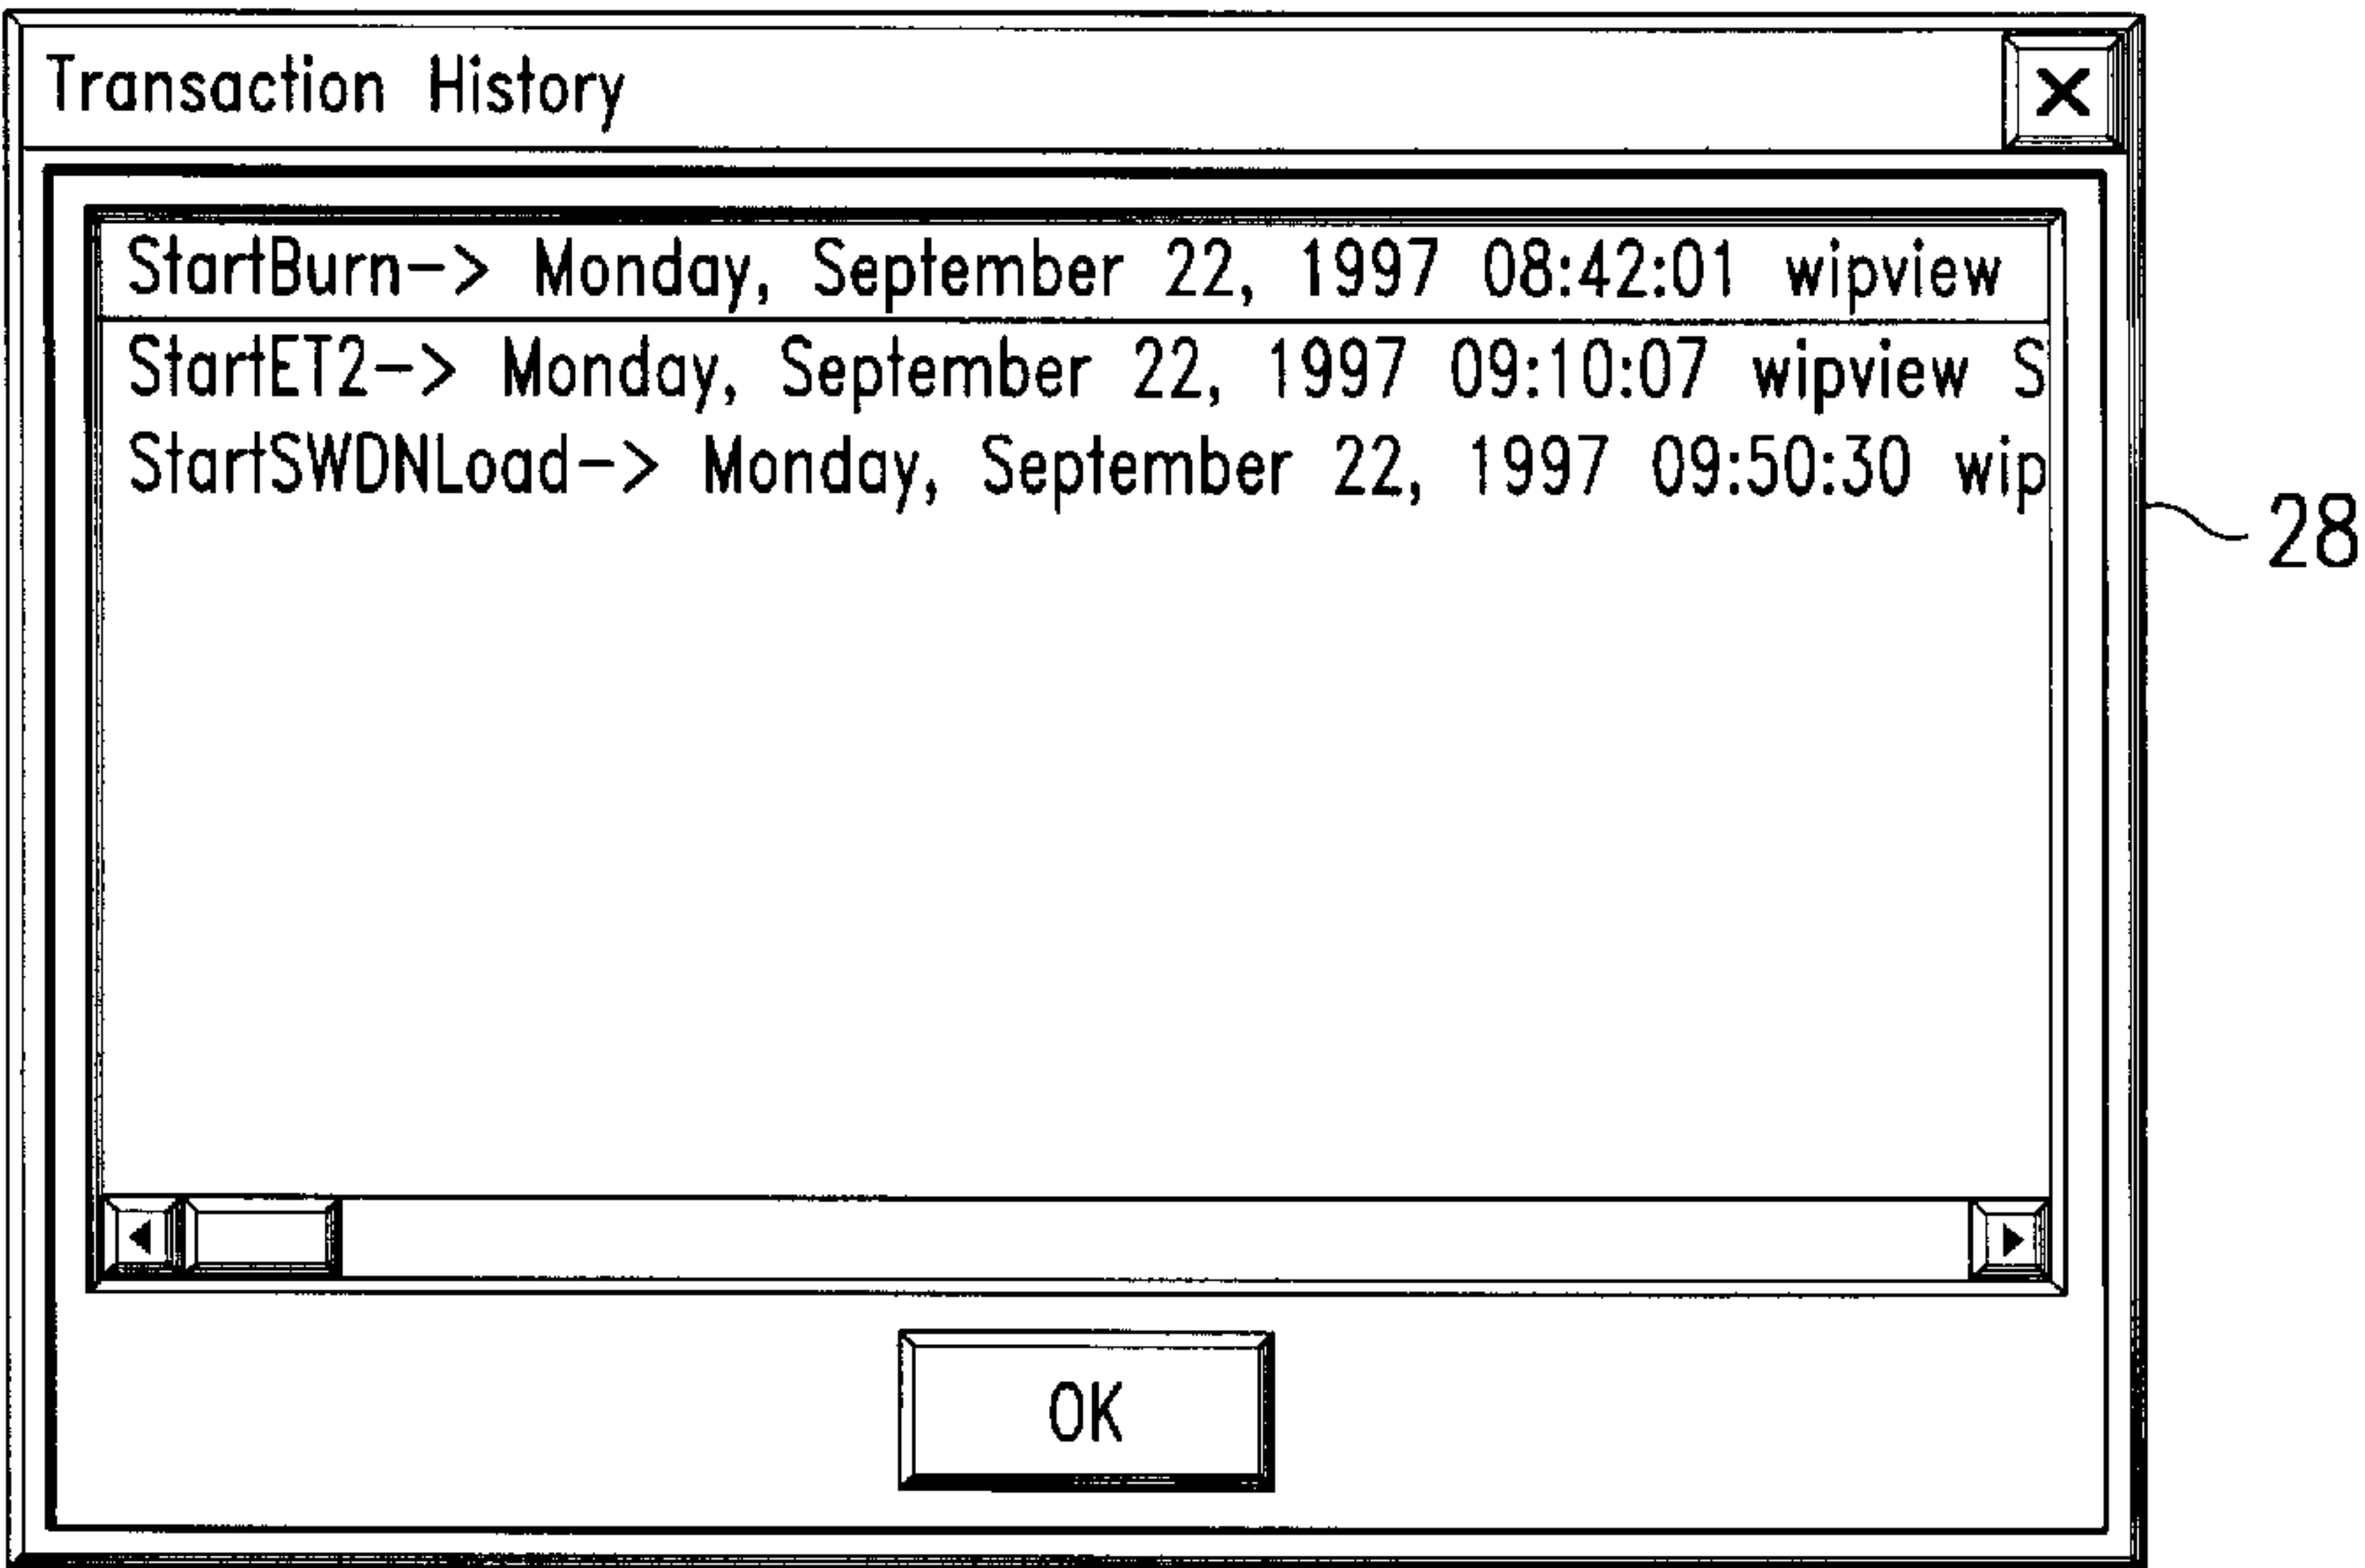 Transaction History
X
StartBurn-> Monday, September 22, 1997 08:42:01 wipview
StartET2-> Monday, September 22, 1997 09:10:07 wipview S
StartSWDNLoad-> Monday, September 22, 1997 09:50:30 wip
28
OK